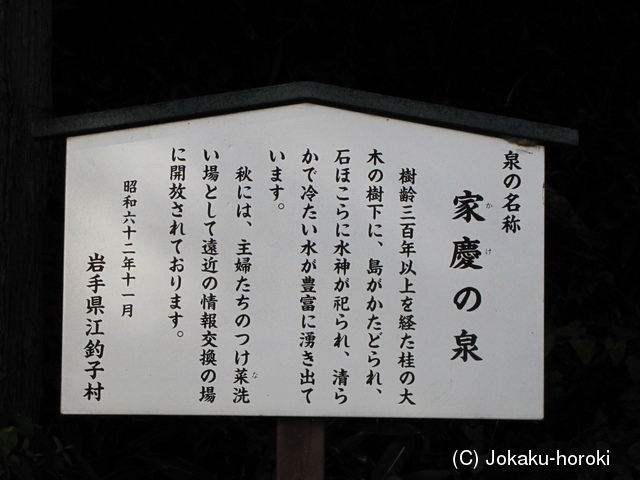 泉の名称
家慶の泉
かけ
樹齢三百年以上を経た桂の大
木の樹下に、島がかたどられ、
石ほこらに水神が祀られ、清ら
かで冷たい水が豊富に湧き出て
います。
秋には、主婦たちのつけ菜洗
な
い場として遠近の情報交換の場
に開放されております。
昭和六十二年十一月
岩手県江釣子村
(C) Jokaku-horoki